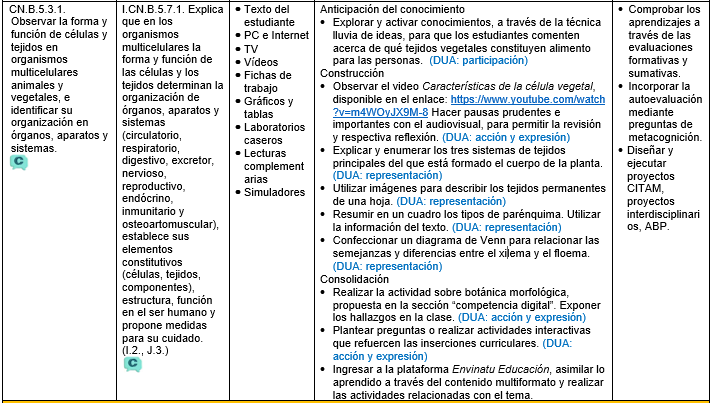 CN.B.5.3.1.
Observar la forma y
función de células y
tejidos en
organismos
multicelulares
animales y
vegetales, e
identificar su
organización en
órganos, aparatos y
sistemas.
C
I.CN.B.5.7.1. Explica
que en los
organismos
multicelulares la
forma y función de
las células y los
tejidos determinan la
organización de
órganos, aparatos y
sistemas
(circulatorio,
respiratorio,
digestivo, excretor,
nervioso,
reproductivo,
endócrino,
inmunitario y
osteoartomuscular),
establece sus
elementos
constitutivos
(células, tejidos,
componentes),
estructura, función
en el ser humano y
propone medidas
para su cuidado.
(I.2., J.3.)
C
• Texto del
estudiante
• PC e Internet
• TV
• Vídeos
• Fichas de
trabajo
• Gráficos y
tablas
• Laboratorios
caseros
• Lecturas
complement
arias
• Simuladores
Anticipación del conocimiento
• Explorar y activar conocimientos, a través de la técnica
lluvia de ideas, para que los estudiantes comenten
acerca de qué tejidos vegetales constituyen alimento
para las personas. (DUA: participación)
Construcción
• Observar el video Características de la célula vegetal,
disponible en el enlace: https://www.youtube.com/watch
?v=m4WOyJX9M-8 Hacer pausas prudentes e
importantes con el audiovisual, para permitir la revisión
y respectiva reflexión. (DUA: acción y expresión)
• Explicar y enumerar los tres sistemas de tejidos
principales del que está formado el cuerpo de la planta.
(DUA: representación)
• Utilizar imágenes para describir los tejidos permanentes
de una hoja. (DUA: representación)
• Resumir en un cuadro los tipos de parénquima. Utilizar
la información del texto. (DUA: representación)
• Confeccionar un diagrama de Venn para relacionar las
semejanzas y diferencias entre el xilema y el floema.
(DUA: representación)
Consolidación
• Realizar la actividad sobre botánica morfológica,
propuesta en la sección “competencia digital”. Exponer
los hallazgos en la clase. (DUA: acción y expresión)
• Plantear preguntas o realizar actividades interactivas
que refuercen las inserciones curriculares. (DUA:
acción y expresión)
• Ingresar a la plataforma Envinatu Educación, asimilar lo
aprendido a través del contenido multiformato y realizar
las actividades relacionadas con el tema.
• Comprobar los
aprendizajes a
través de las
evaluaciones
formativas y
sumativas.
• Incorporar la
autoevaluación
mediante
preguntas de
metacognición.
• Diseñar y
ejecutar
proyectos
CITAM,
proyectos
interdisciplinari
os, ABP.